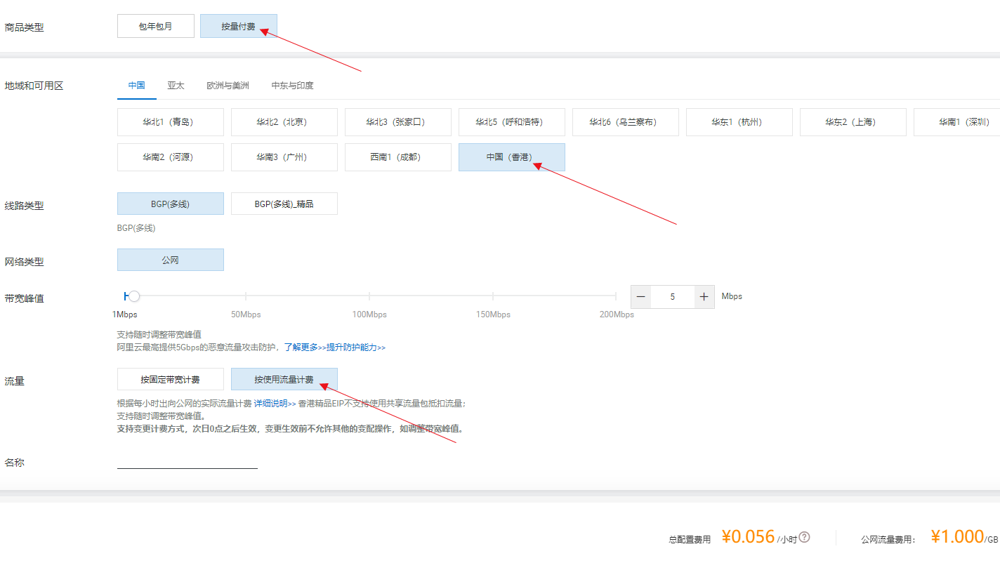 商品类型 包年包月 按量付费
地域和可用区 中国 亚太 欧洲与美洲 中东与印度
华北1（青岛） 华北2（北京） 华北3（张家口） 华北5（呼和浩特） 华北6（乌兰察布） 华东1（杭州） 华东2（上海） 华南1（深圳）
华南2（河源） 华南3（广州） 西南1（成都） 中国（香港）
线路类型 BGP(多线) BGP(多线)_精品
BGP(多线)
网络类型 公网
带宽峰值 5 Mbps
1Mbps 50Mbps 100Mbps 150Mbps 200Mbps
支持随时调整带宽峰值
阿里云最高提供5Gbps的恶意流量攻击防护，了解更多>>提升防护能力>>
流量 按固定带宽计费 按使用流量计费
根据每小时出向公网的实际流量计费 详细说明>> 香港精品EIP不支持使用共享流量包抵扣流量；
支持随时调整带宽峰值。
支持变更计费方式，次日0点之后生效，变更生效前不允许其他的变配操作，如调整带宽峰值。
名称
总配置费用 ¥0.056 /小时 ? 公网流量费用： ¥1.000/GB